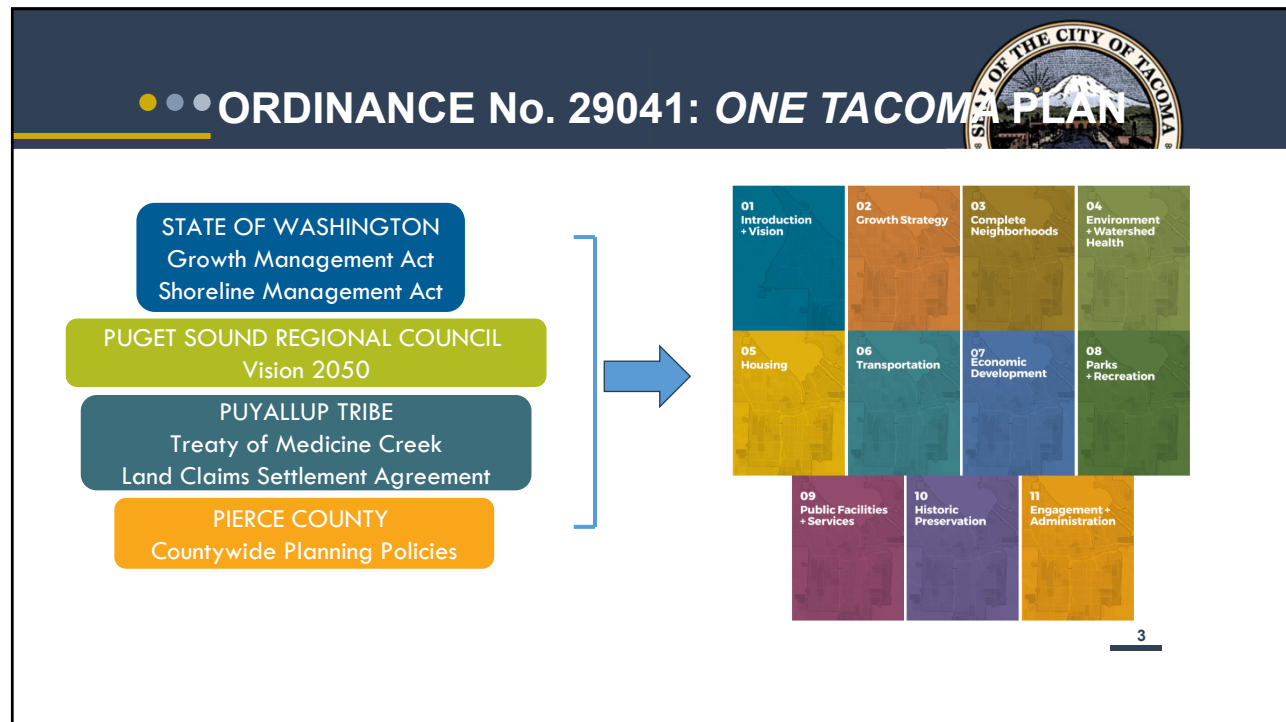 ORDINANCE No. 29041: ONE TACOMA PLAN
SEAL OF THE CITY OF TACOMA
STATE OF WASHINGTON
Growth Management Act
Shoreline Management Act
PUGET SOUND REGIONAL COUNCIL
Vision 2050
PUYALLUP TRIBE
Treaty of Medicine Creek
Land Claims Settlement Agreement
PIERCE COUNTY
Countywide Planning Policies
01
Introduction
+ Vision
02
Growth Strategy
03
Complete
Neighborhoods
04
Environment
+ Watershed
Health
05
Housing
06
Transportation
07
Economic
Development
08
Parks
+ Recreation
09
Public Facilities
+ Services
10
Historic
Preservation
11
Engagement +
Administration
3